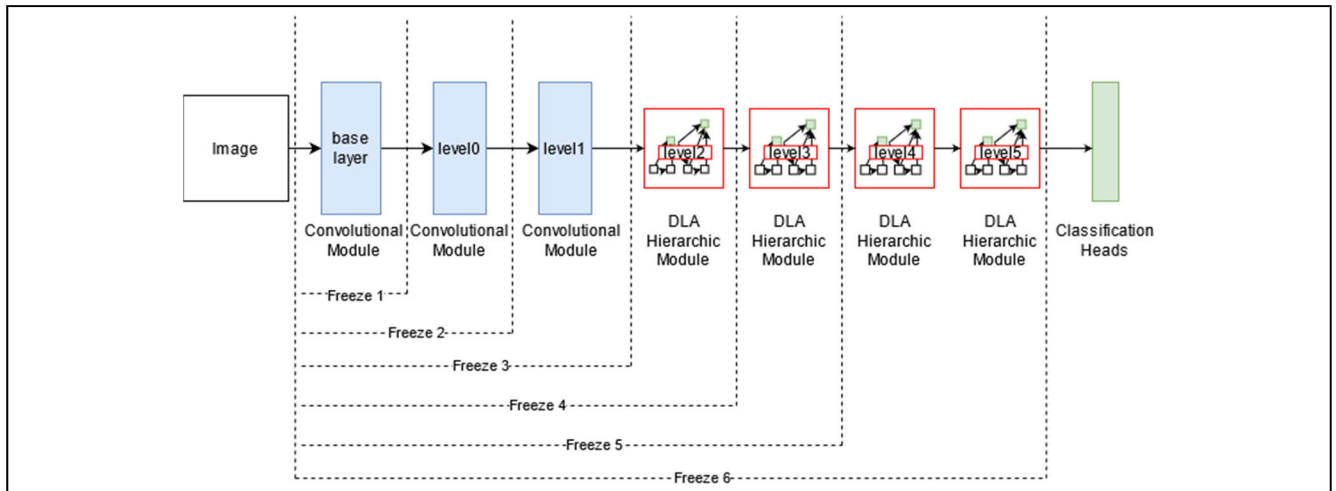 Image
base
layer
level0
level1
level2
level3
level4
level5
Convolutional
Module
Convolutional
Module
Convolutional
Module
DLA
Hierarchic
Module
DLA
Hierarchic
Module
DLA
Hierarchic
Module
DLA
Hierarchic
Module
Classification
Heads
Freeze 1
Freeze 2
Freeze 3
Freeze 4
Freeze 5
Freeze 6